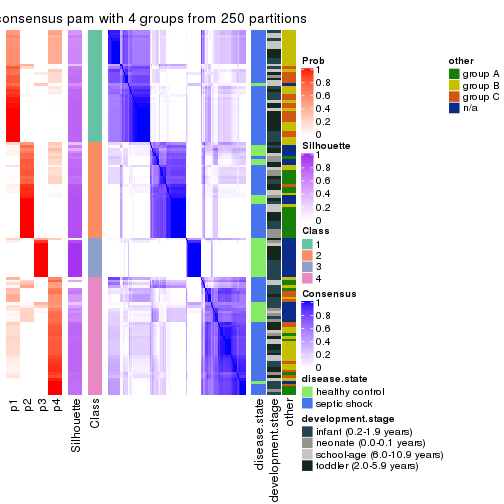 consensus pam with 4 groups from 250 partitions
Prob
1
0.8
0.6
0.4
0.2
0
Silhouette
1
0.8
0.6
0.4
0.2
0
Class
1
2
3
4
Consensus
1
0.8
0.6
0.4
0.2
0
disease.state
healthy control
septic shock
development.stage
infant (0.2-1.9 years)
neonate (0.0-0.1 years)
school-age (6.0-10.9 years)
toddler (2.0-5.9 years)
other
group A
group B
group C
n/a
p1
p2
p3
p4
Silhouette
Class
disease.state
development.stage
other